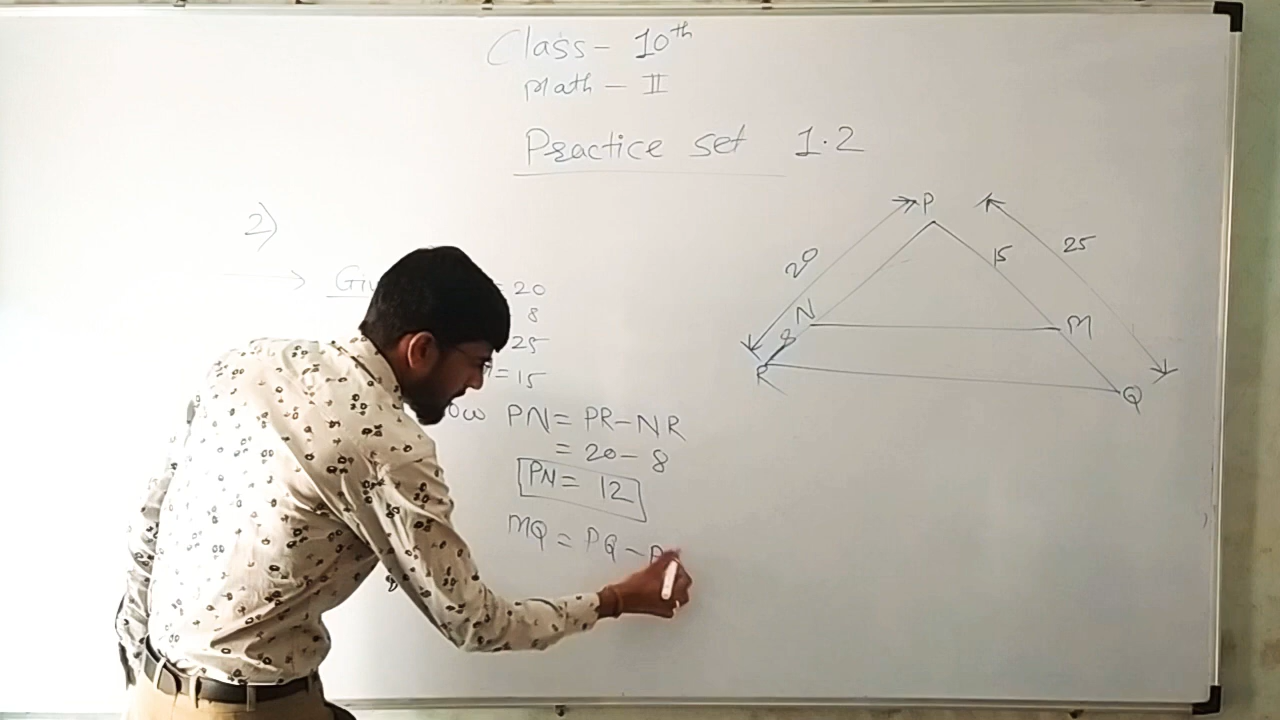 Class - 10th
Math - II
Practice set 1.2
2)
= 20
8
25
= 15
PN = PR - NR
= 20 - 8
PN = 12
MQ = PQ -
P
20
15
25
N
M
8
R
Q